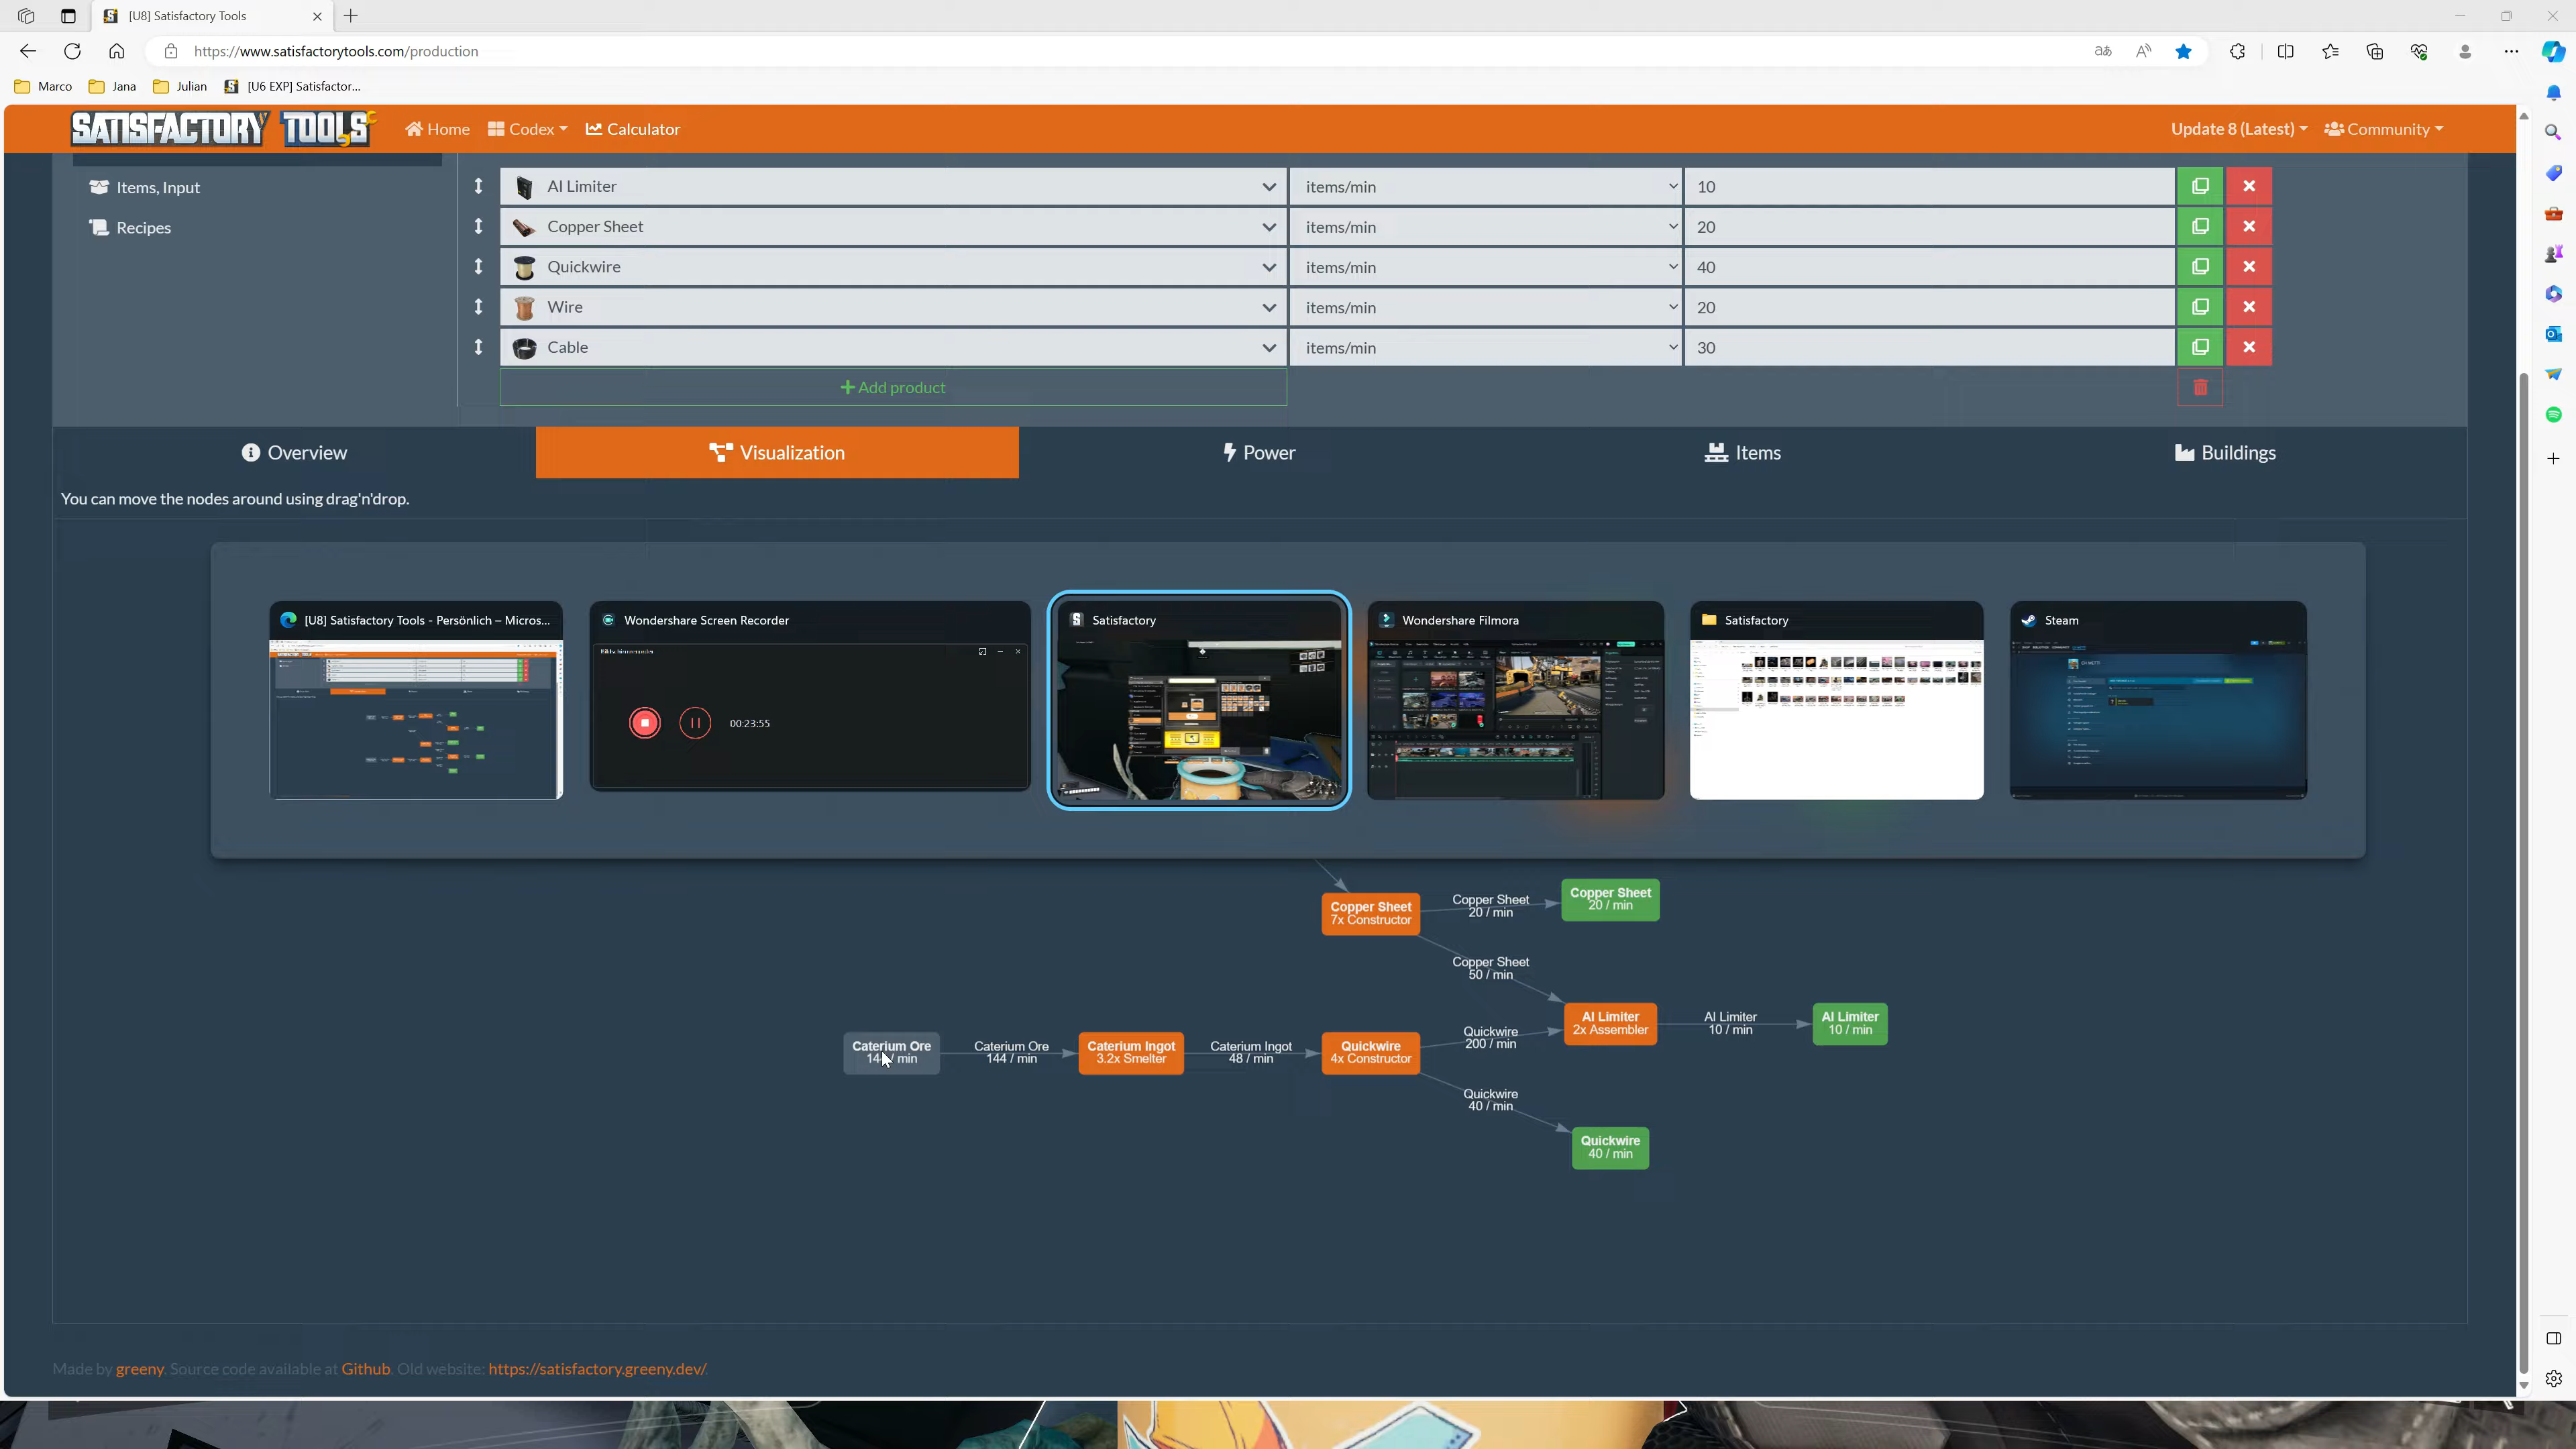 [U8] Satisfactory Tools
https://www.satisfactorytools.com/production
Marco
Jana
Julian
[U6 EXP] Satisfactor...
SATISFACTORY TOOLS
Home
Codex
Calculator
Update 8 (Latest)
Community
Items, Input
Recipes
AI Limiter
items/min
10
Copper Sheet
items/min
20
Quickwire
items/min
40
Wire
items/min
20
Cable
items/min
30
Add product
Overview
Visualization
Power
Items
Buildings
You can move the nodes around using drag'n'drop.
[U8] Satisfactory Tools - Persönlich – Micros...
Wondershare Screen Recorder
Satisfactory
Wondershare Filmora
Satisfactory
Steam
00:23:55
Copper Sheet
7x Constructor
Copper Sheet
20 / min
Copper Sheet
20 / min
Copper Sheet
50 / min
Caterium Ore
/ min
Caterium Ore
144 / min
Caterium Ingot
3.2x Smelter
Caterium Ingot
48 / min
Quickwire
4x Constructor
Quickwire
200 / min
AI Limiter
2x Assembler
AI Limiter
10 / min
AI Limiter
10 / min
Quickwire
40 / min
Quickwire
40 / min
Made by greeny. Source code available at Github. Old website: https://satisfactory.greeny.dev/.